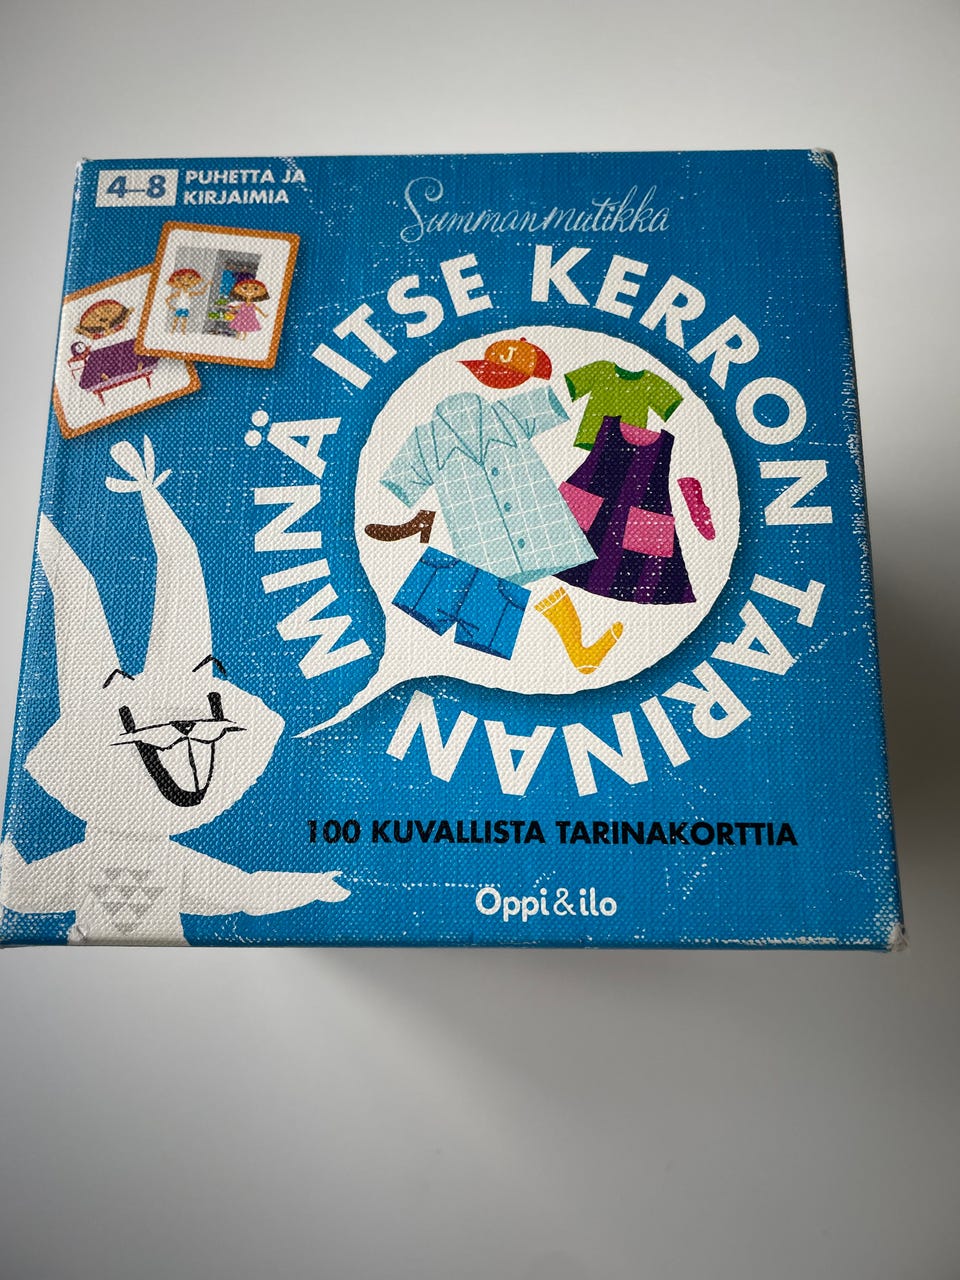 4–8
PUHETTA JA
KIRJAIMIA
Summanmutikka
MINÄ ITSE KERRON TARINAN
J
100 KUVALLISTA TARINAKORTTIA
Oppi&ilo